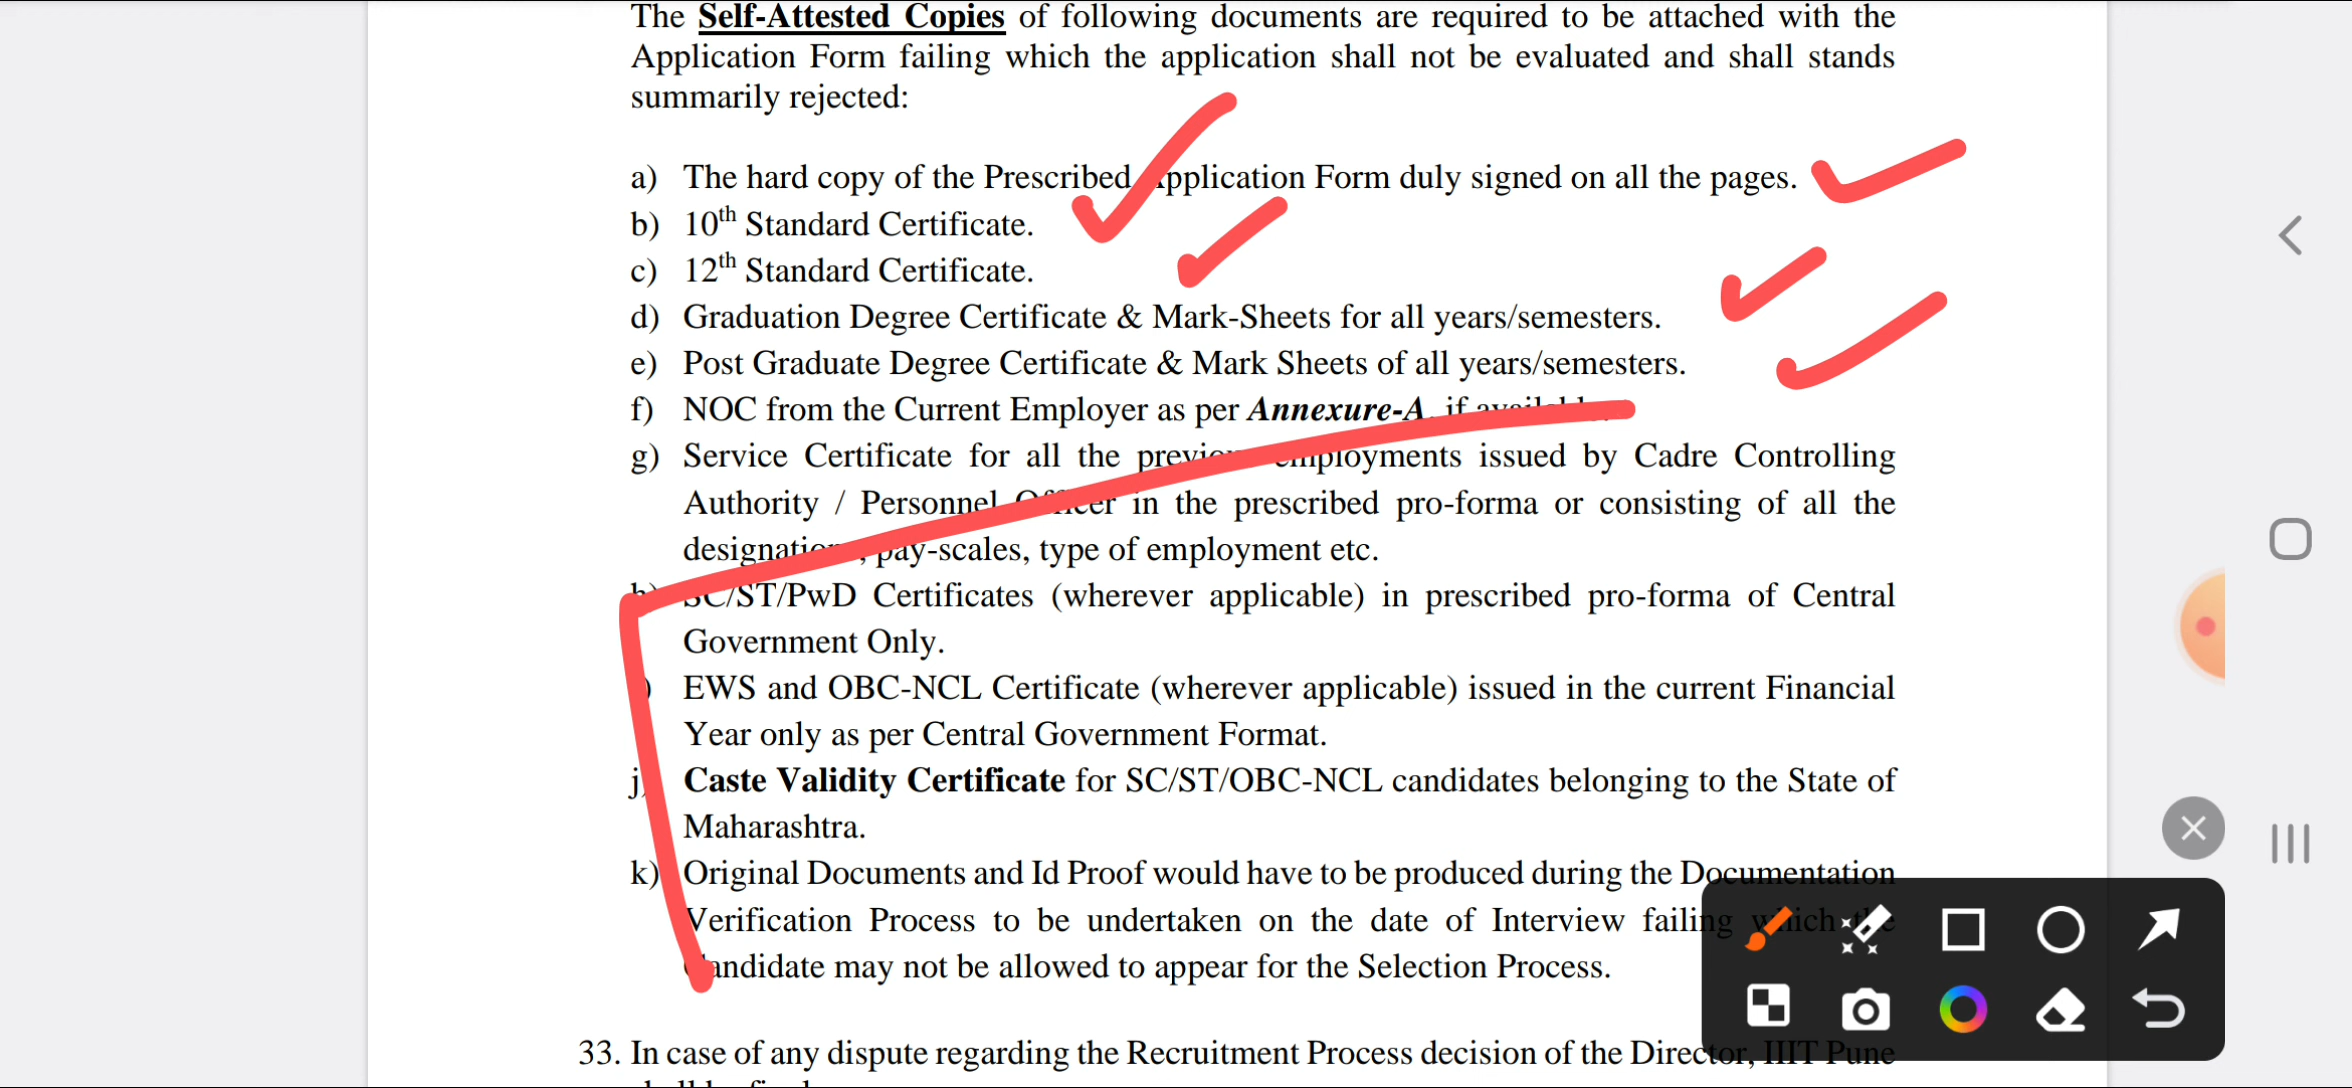 The Self-Attested Copies of following documents are required to be attached with the
Application Form failing which the application shall not be evaluated and shall stands
summarily rejected:
a) The hard copy of the Prescribed Application Form duly signed on all the pages.
b) 10th Standard Certificate.
c) 12th Standard Certificate.
d) Graduation Degree Certificate & Mark-Sheets for all years/semesters.
e) Post Graduate Degree Certificate & Mark Sheets of all years/semesters.
f) NOC from the Current Employer as per Annexure-A, if available.
g) Service Certificate for all the previous employments issued by Cadre Controlling
Authority / Personnel Officer in the prescribed pro-forma or consisting of all the
designations, pay-scales, type of employment etc.
h) SC/ST/PwD Certificates (wherever applicable) in prescribed pro-forma of Central
Government Only.
) EWS and OBC-NCL Certificate (wherever applicable) issued in the current Financial
Year only as per Central Government Format.
j) Caste Validity Certificate for SC/ST/OBC-NCL candidates belonging to the State of
Maharashtra.
k) Original Documents and Id Proof would have to be produced during the Documentation
Verification Process to be undertaken on the date of Interview failing which the
Candidate may not be allowed to appear for the Selection Process.
33. In case of any dispute regarding the Recruitment Process decision of the Director, IIIT Pune